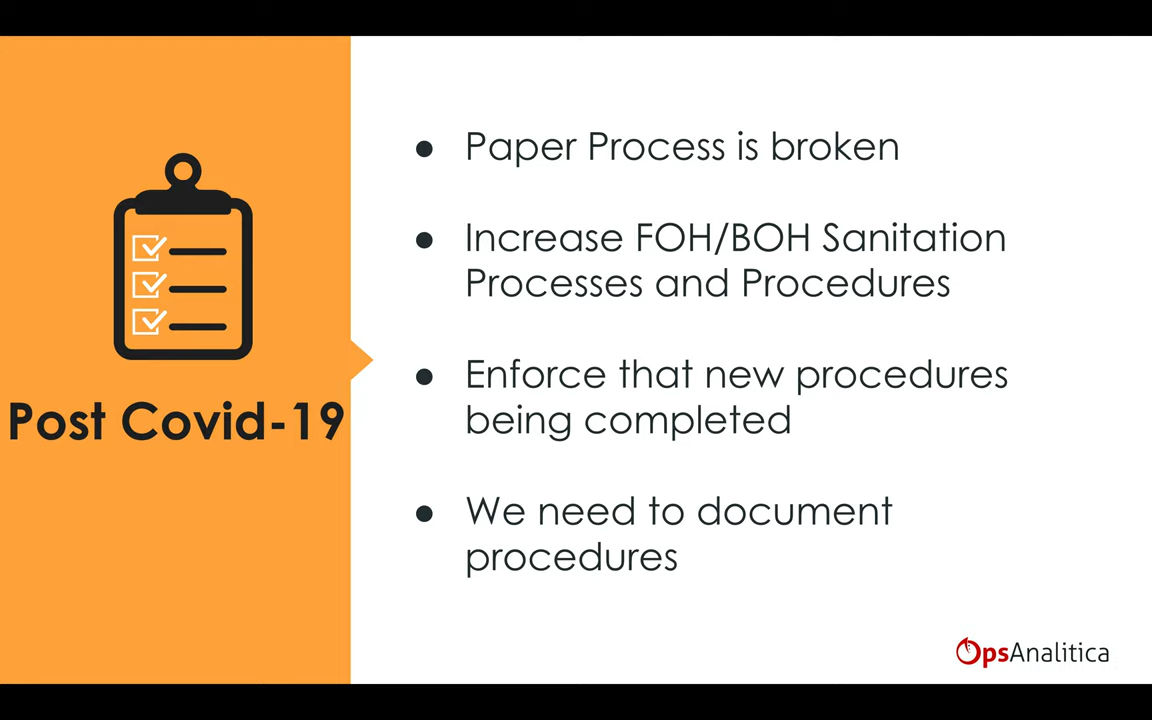 Post Covid-19
● Paper Process is broken
● Increase FOH/BOH Sanitation
Processes and Procedures
● Enforce that new procedures
being completed
● We need to document
procedures
OpsAnalitica